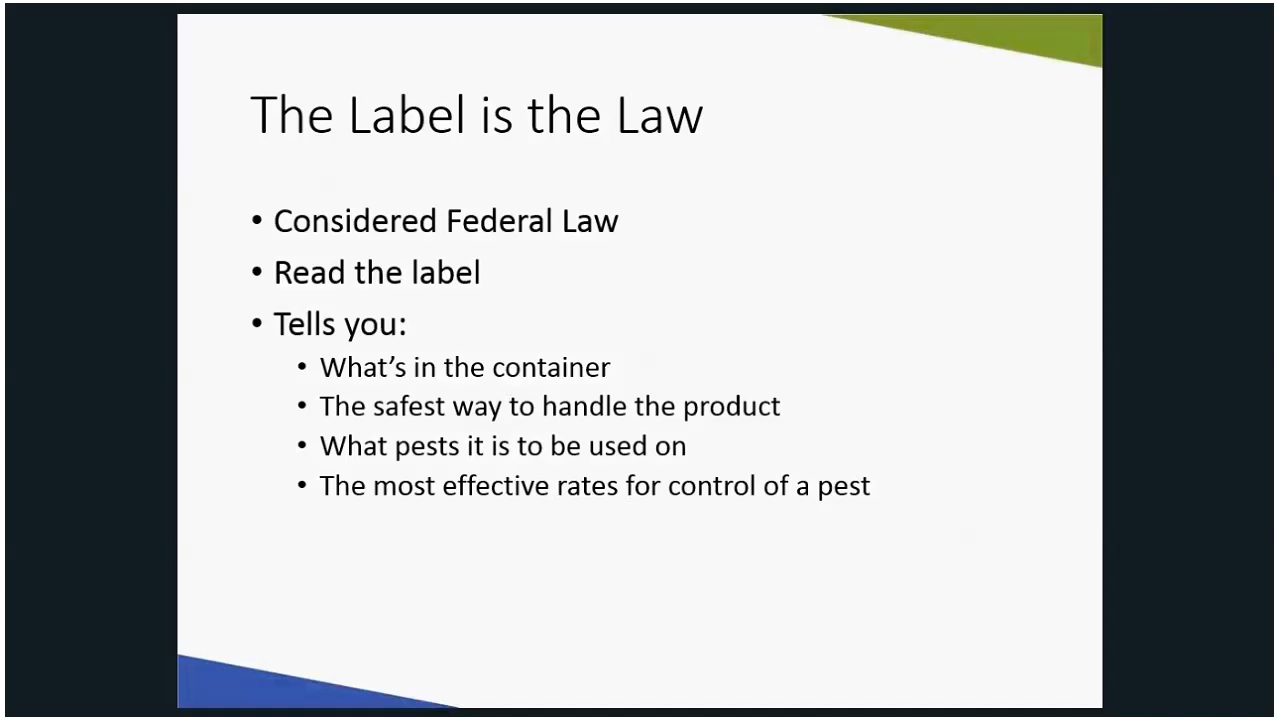 The Label is the Law
• Considered Federal Law
• Read the label
• Tells you:
• What’s in the container
• The safest way to handle the product
• What pests it is to be used on
• The most effective rates for control of a pest